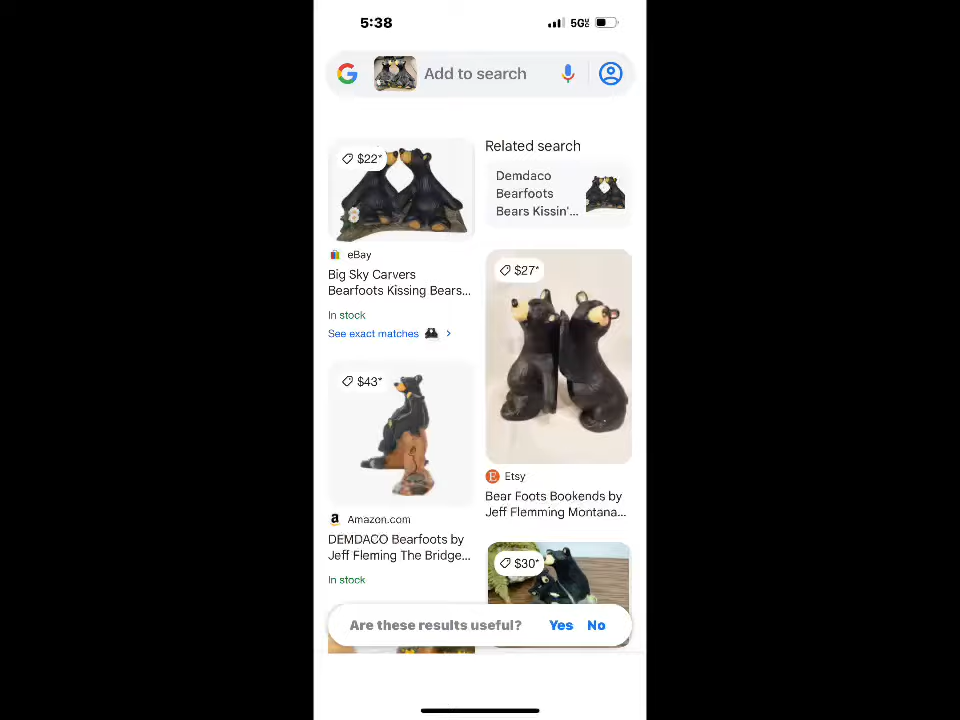 5:38
5G
Add to search
$22*
eBay
Big Sky Carvers
Bearfoots Kissing Bears...
In stock
See exact matches
$43*
Amazon.com
DEMDACO Bearfoots by
Jeff Fleming The Bridge...
In stock
Related search
Demdaco
Bearfoots
Bears Kissin'...
$27*
Etsy
Bear Foots Bookends by
Jeff Flemming Montana...
$30*
Are these results useful?
Yes No